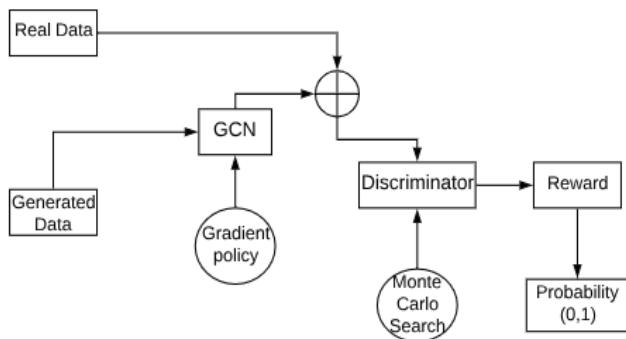 Real Data
GCN
Generated
Data
Gradient
policy
Discriminator
Reward
Monte
Carlo
Search
Probability
(0,1)